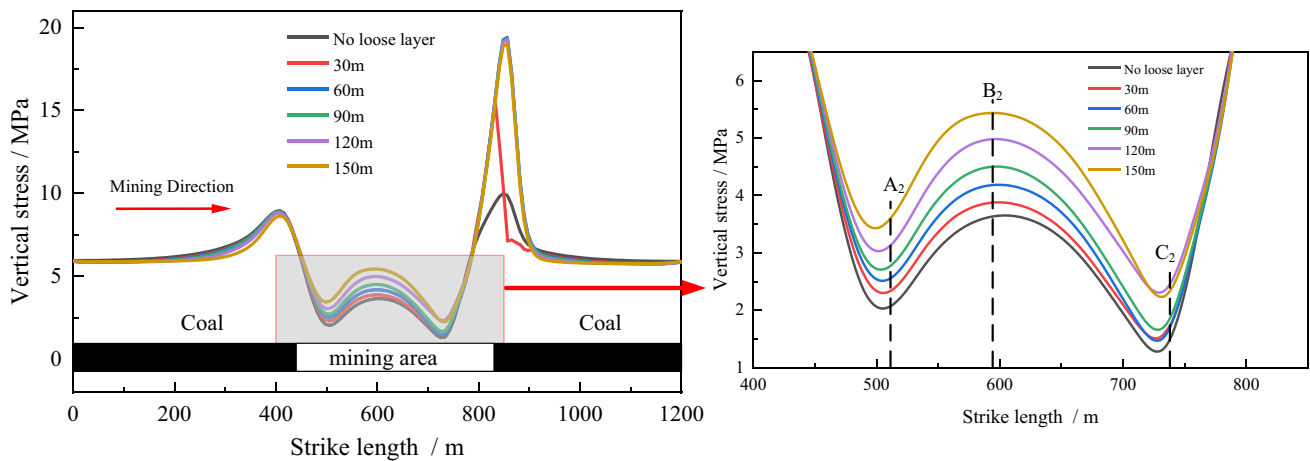 20
15
10
5
0
Vertical stress / MPa
No loose layer
30m
60m
90m
120m
150m
Mining Direction
Coal
Coal
mining area
0
200
400
600
800
1000
1200
Strike length / m
6
5
4
3
2
1
Vertical stress / MPa
A2
B2
C2
No loose layer
30m
60m
90m
120m
150m
400
500
600
700
800
Strike length / m